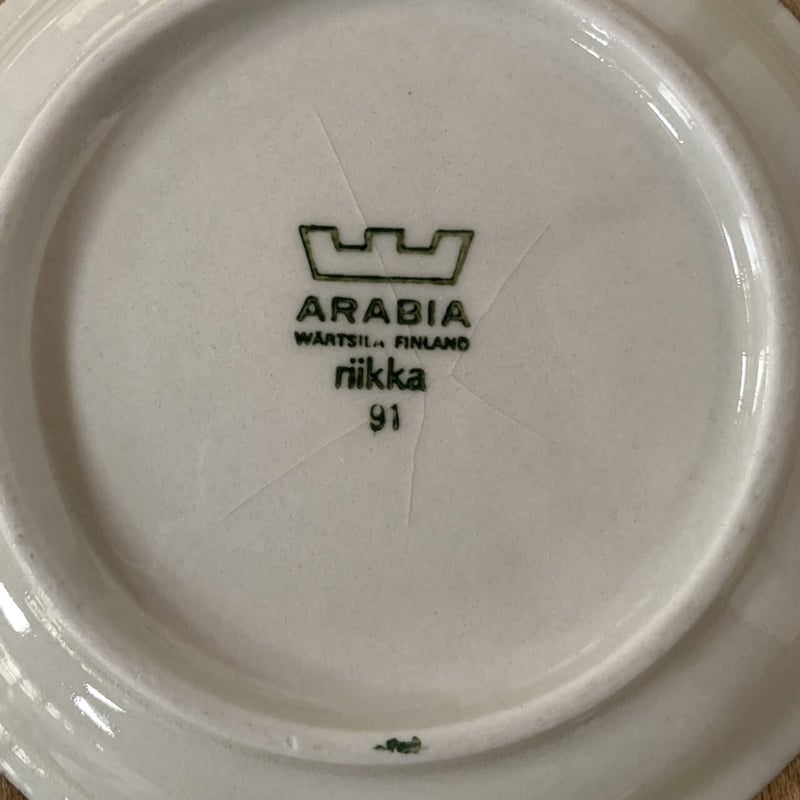 ARABIA
WÄRTSILÄ FINLAND
riikka
91